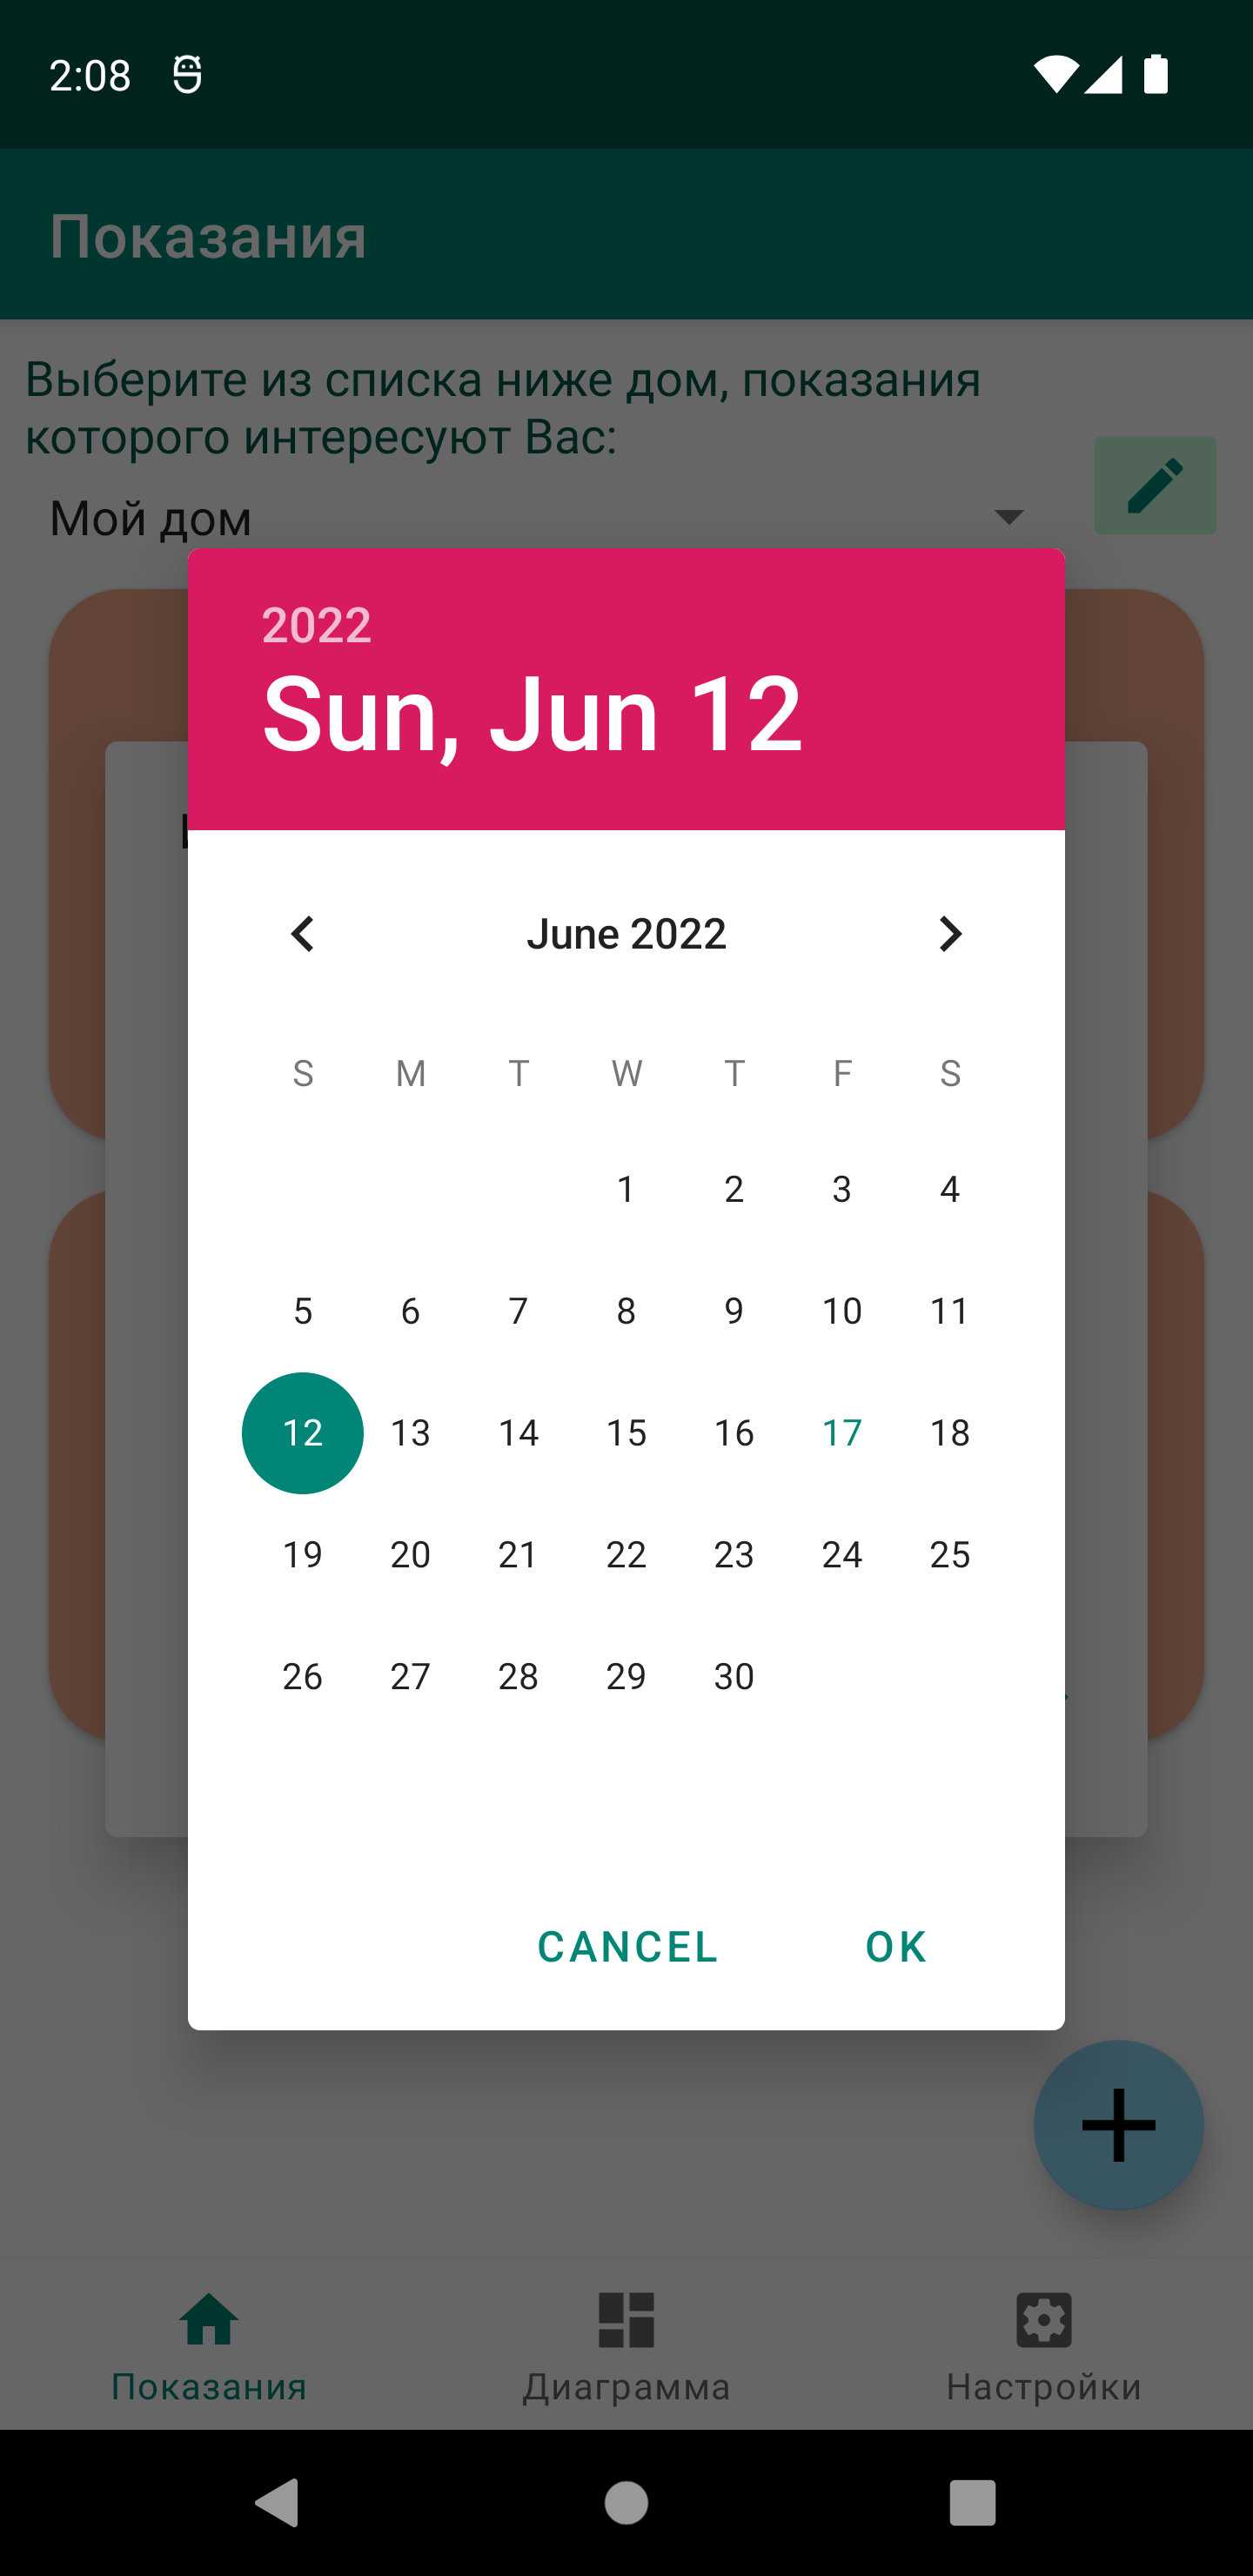 2:08
Показания
Выберите из списка ниже дом, показания
которого интересуют Вас:
Мой дом
2022
Sun, Jun 12
June 2022
S M T W T F S
1 2 3 4
5 6 7 8 9 10 11
12 13 14 15 16 17 18
19 20 21 22 23 24 25
26 27 28 29 30
CANCEL OK
Показания Диаграмма Настройки